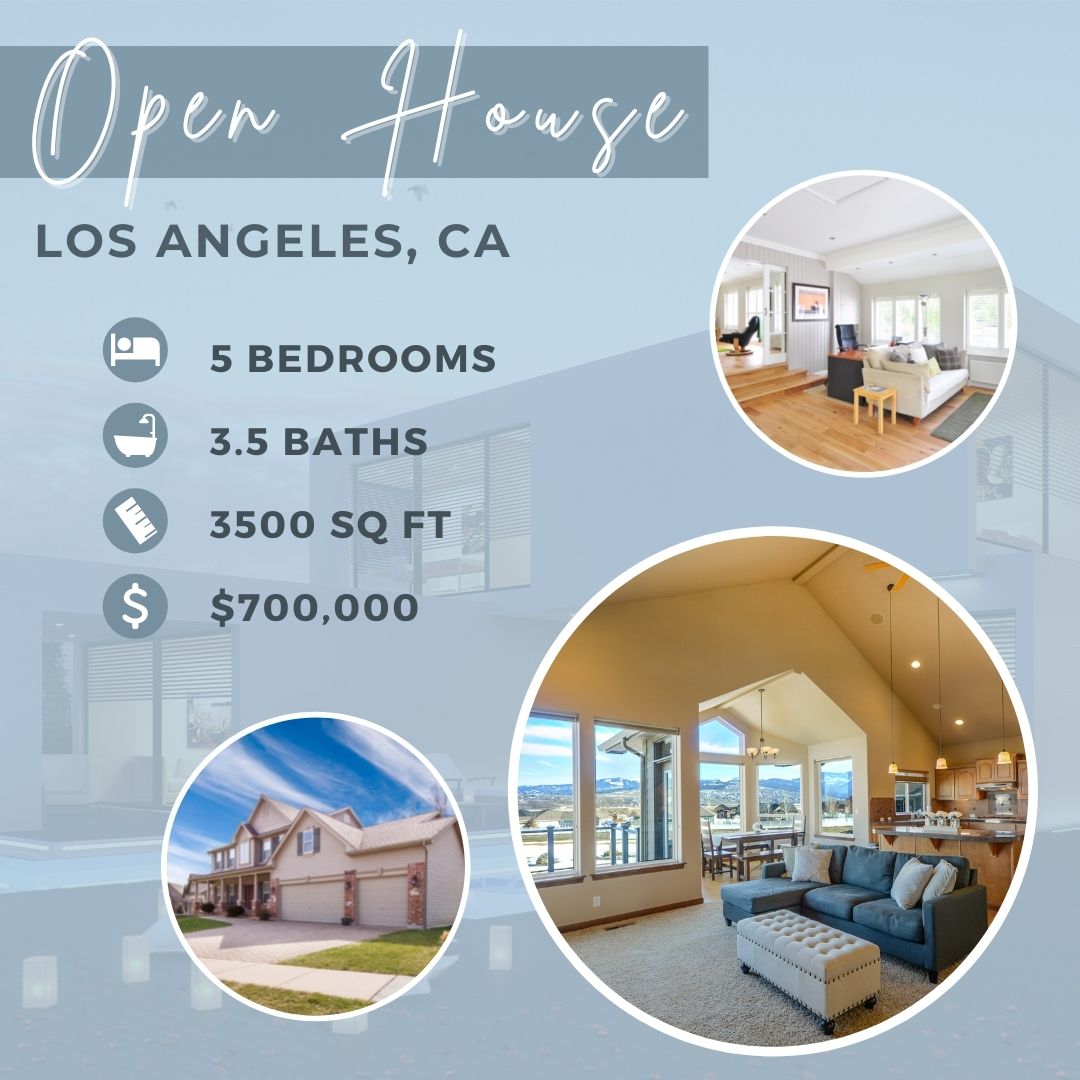 Open House
LOS ANGELES, CA
5 BEDROOMS
3.5 BATHS
3500 SQ FT
$
$700,000